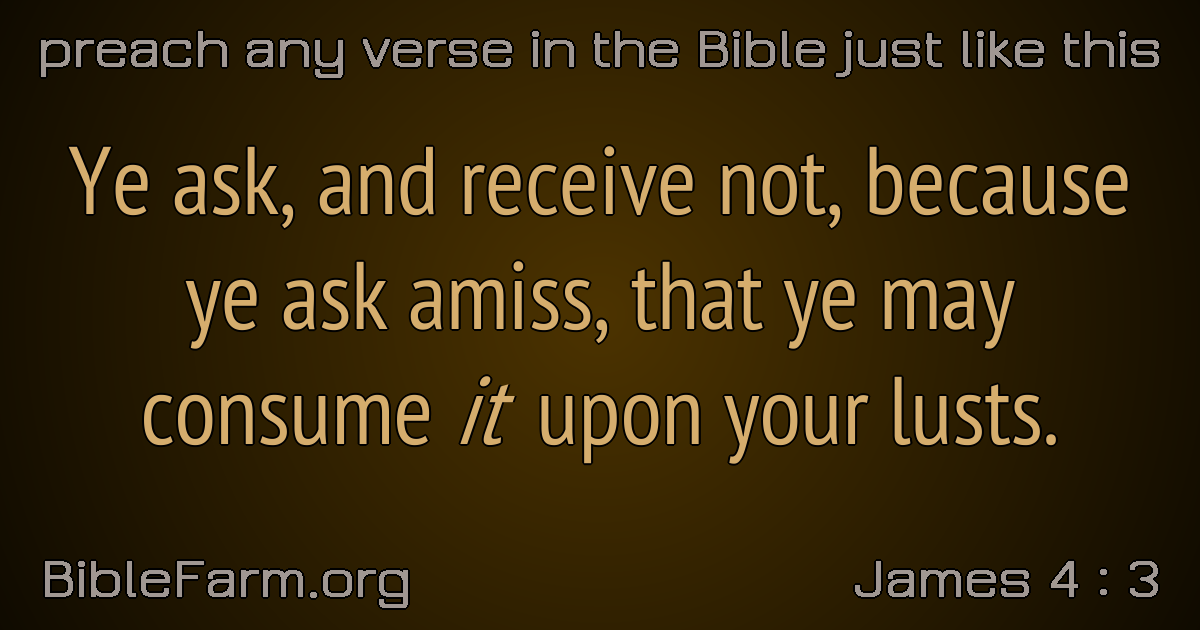 preach any verse in the Bible just like this
Ye ask, and receive not, because
ye ask amiss, that ye may
consume it upon your lusts.
BibleFarm.org
James 4 : 3